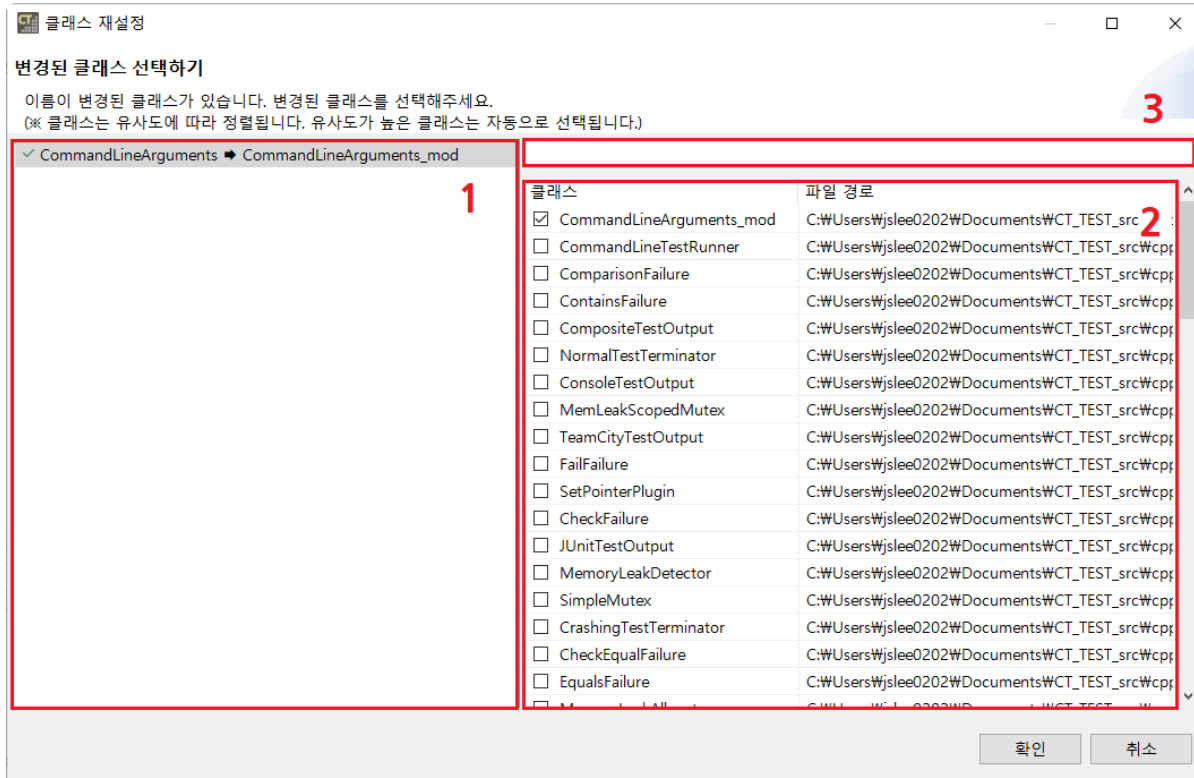 CT 클래스 재설정
변경된 클래스 선택하기
이름이 변경된 클래스가 있습니다. 변경된 클래스를 선택해주세요.
(※ 클래스는 유사도에 따라 정렬됩니다. 유사도가 높은 클래스는 자동으로 선택됩니다.)
3
✓ CommandLineArguments ➡ CommandLineArguments_mod
1
클래스 파일 경로
2
CommandLineArguments_mod C:₩Users₩jslee0202₩Documents₩CT_TEST_src
CommandLineTestRunner C:₩Users₩jslee0202₩Documents₩CT_TEST_src₩cpp
ComparisonFailure C:₩Users₩jslee0202₩Documents₩CT_TEST_src₩cpp
ContainsFailure C:₩Users₩jslee0202₩Documents₩CT_TEST_src₩cpp
CompositeTestOutput C:₩Users₩jslee0202₩Documents₩CT_TEST_src₩cpp
NormalTestTerminator C:₩Users₩jslee0202₩Documents₩CT_TEST_src₩cpp
ConsoleTestOutput C:₩Users₩jslee0202₩Documents₩CT_TEST_src₩cpp
MemLeakScopedMutex C:₩Users₩jslee0202₩Documents₩CT_TEST_src₩cpp
TeamCityTestOutput C:₩Users₩jslee0202₩Documents₩CT_TEST_src₩cpp
FailFailure C:₩Users₩jslee0202₩Documents₩CT_TEST_src₩cpp
SetPointerPlugin C:₩Users₩jslee0202₩Documents₩CT_TEST_src₩cpp
CheckFailure C:₩Users₩jslee0202₩Documents₩CT_TEST_src₩cpp
JUnitTestOutput C:₩Users₩jslee0202₩Documents₩CT_TEST_src₩cpp
MemoryLeakDetector C:₩Users₩jslee0202₩Documents₩CT_TEST_src₩cpp
SimpleMutex C:₩Users₩jslee0202₩Documents₩CT_TEST_src₩cpp
CrashingTestTerminator C:₩Users₩jslee0202₩Documents₩CT_TEST_src₩cpp
CheckEqualFailure C:₩Users₩jslee0202₩Documents₩CT_TEST_src₩cpp
EqualsFailure C:₩Users₩jslee0202₩Documents₩CT_TEST_src₩cpp
확인 취소